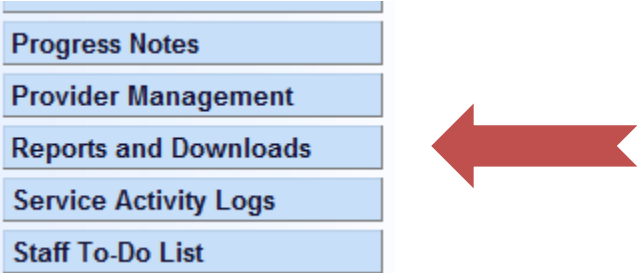 Progress Notes
Provider Management
Reports and Downloads
Service Activity Logs
Staff To-Do List